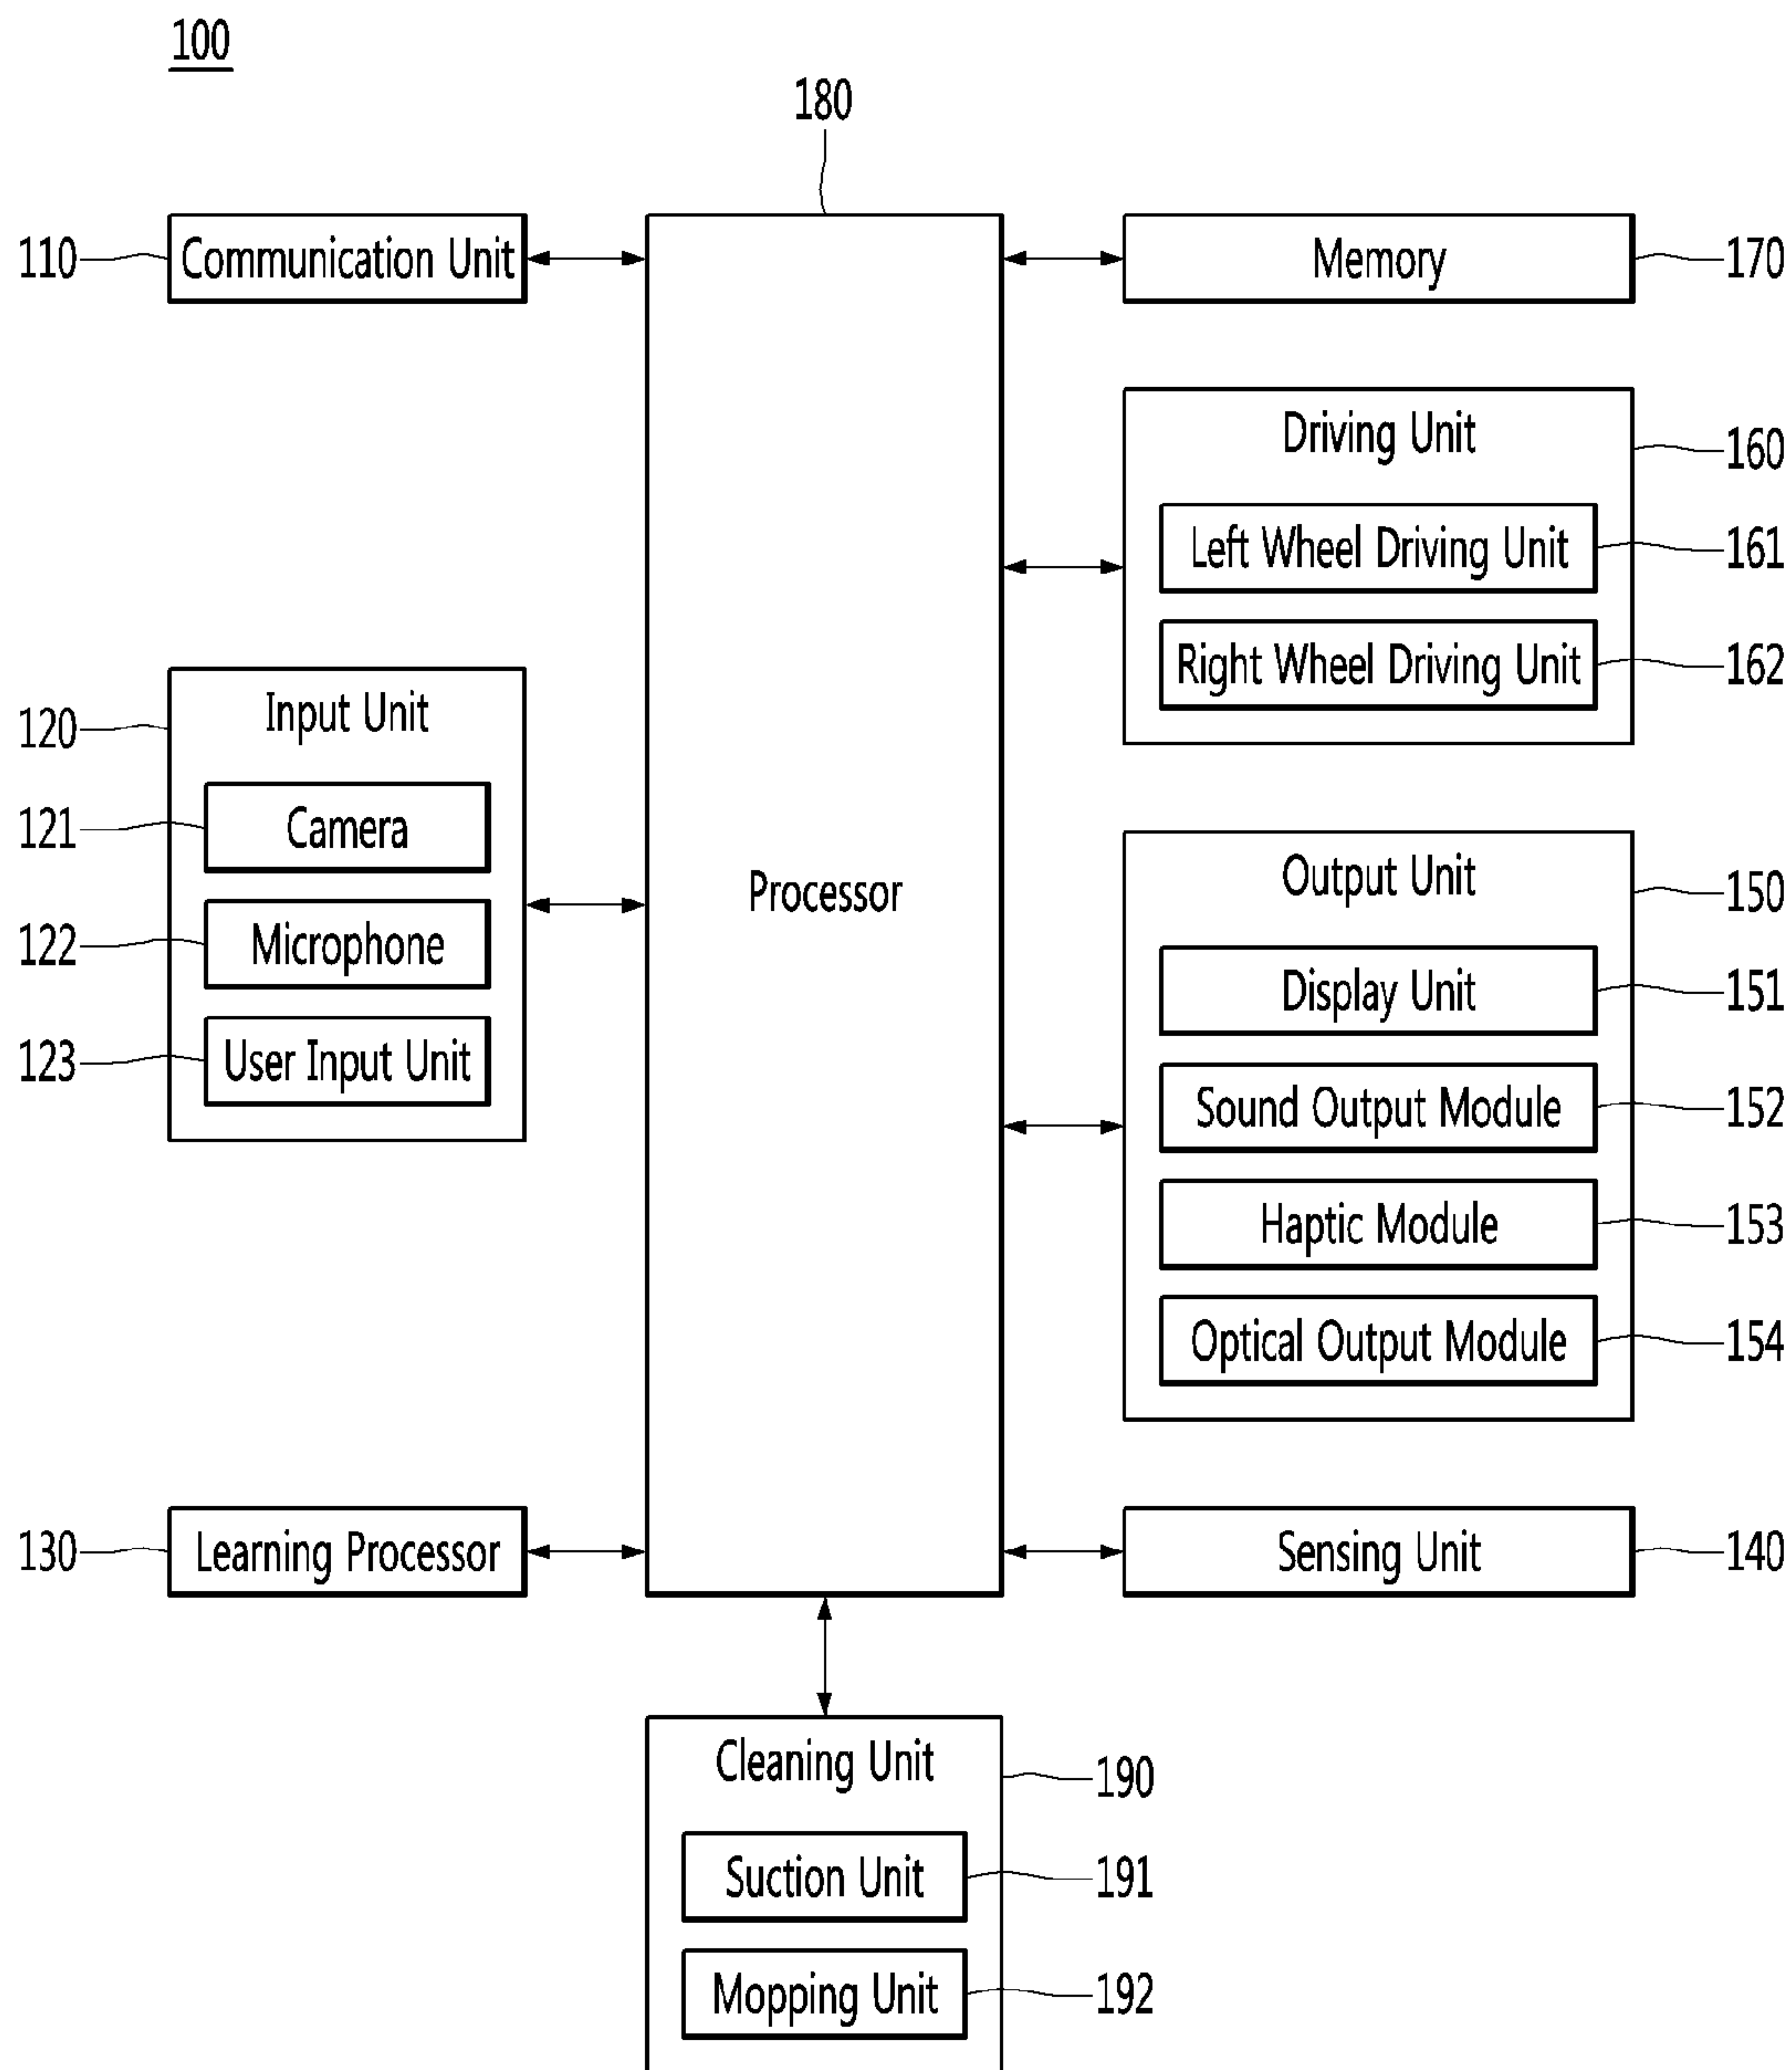 100
180
110 Communication Unit
Memory 170
Driving Unit 160
Left Wheel Driving Unit 161
Right Wheel Driving Unit 162
120 Input Unit
121 Camera
122 Microphone
123 User Input Unit
Processor
Output Unit 150
Display Unit 151
Sound Output Module 152
Haptic Module 153
Optical Output Module 154
130 Learning Processor
Sensing Unit 140
Cleaning Unit 190
Suction Unit 191
Mopping Unit 192